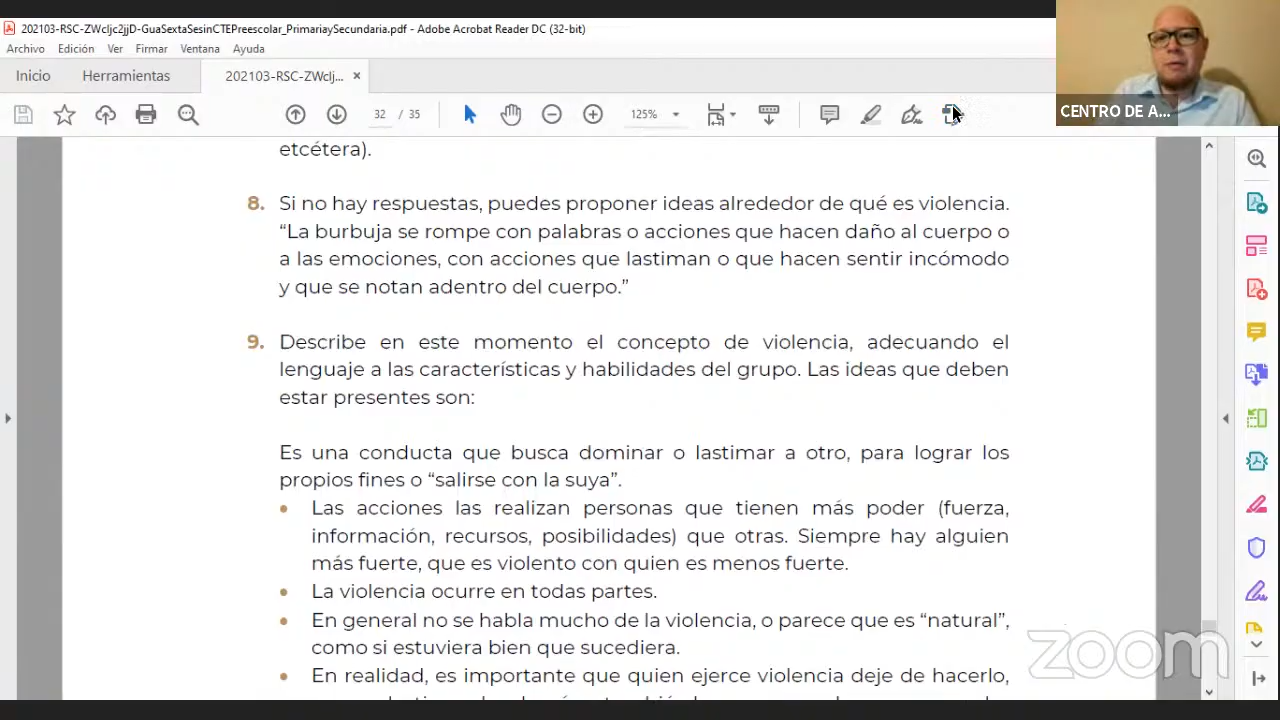 202103-RSC-ZWcljc2jjD-GuaSextaSesinCTEPreescolar_PrimariaySecundaria.pdf - Adobe Acrobat Reader DC (32-bit)
Archivo Edición Ver Firmar Ventana Ayuda
Inicio Herramientas 202103-RSC-ZWclj... ×
32 / 35 125%
CENTRO DE A...
etcétera).
8. Si no hay respuestas, puedes proponer ideas alrededor de qué es violencia.
“La burbuja se rompe con palabras o acciones que hacen daño al cuerpo o
a las emociones, con acciones que lastiman o que hacen sentir incómodo
y que se notan adentro del cuerpo.”
9. Describe en este momento el concepto de violencia, adecuando el
lenguaje a las características y habilidades del grupo. Las ideas que deben
estar presentes son:
Es una conducta que busca dominar o lastimar a otro, para lograr los
propios fines o “salirse con la suya”.
• Las acciones las realizan personas que tienen más poder (fuerza,
información, recursos, posibilidades) que otras. Siempre hay alguien
más fuerte, que es violento con quien es menos fuerte.
• La violencia ocurre en todas partes.
• En general no se habla mucho de la violencia, o parece que es “natural”,
como si estuviera bien que sucediera.
• En realidad, es importante que quien ejerce violencia deje de hacerlo,
zoom